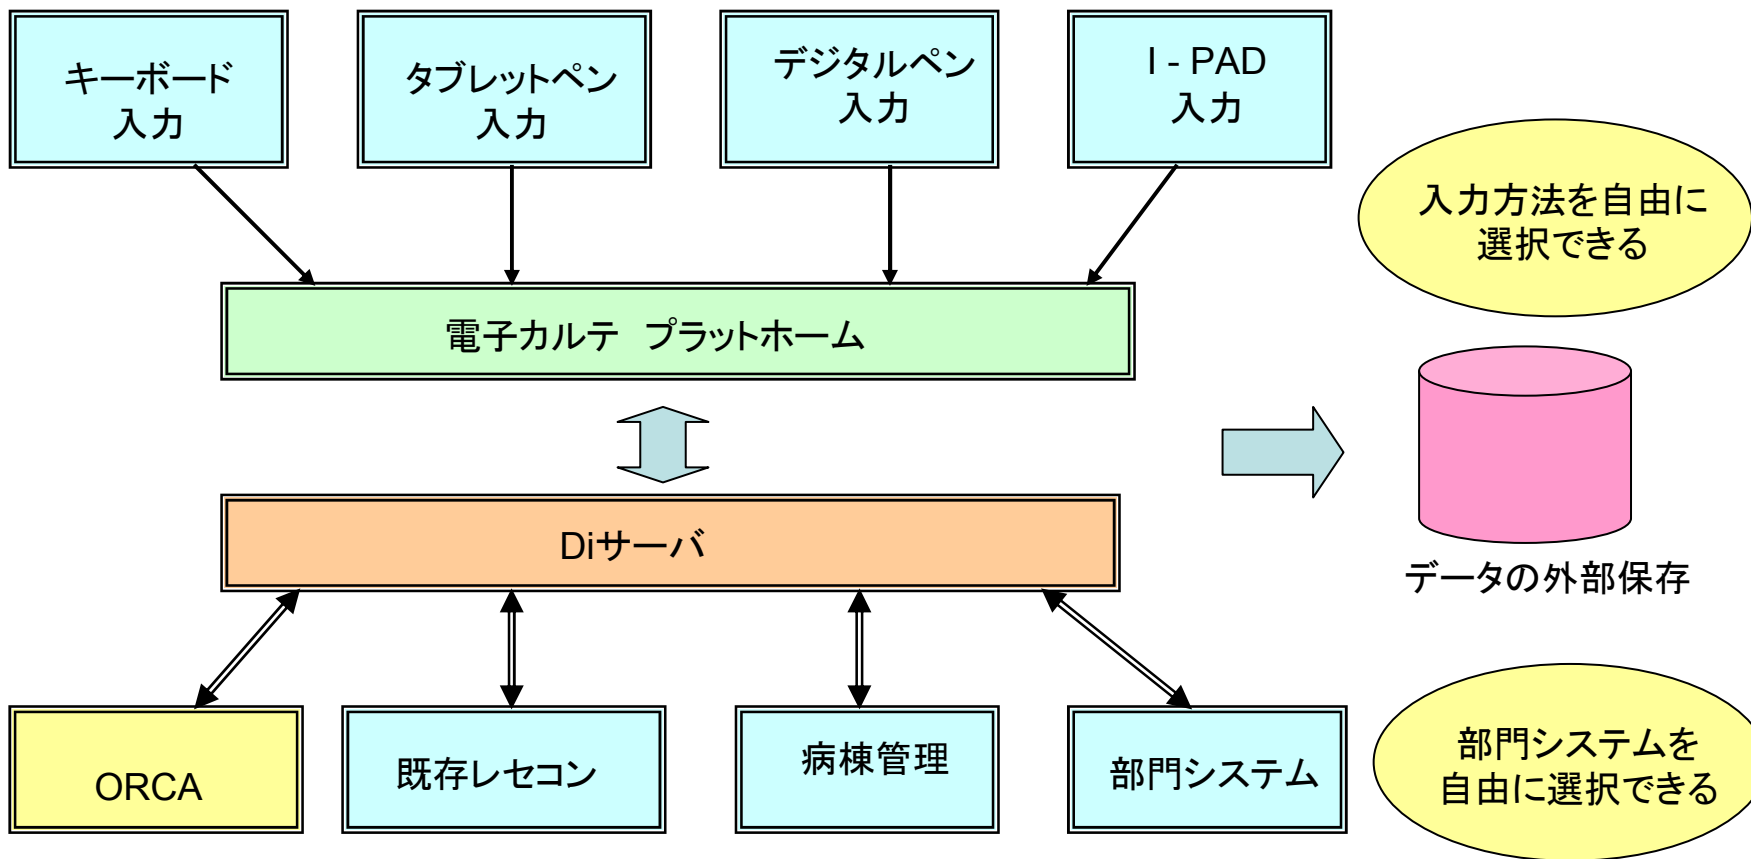 キーボード
入力
タブレットペン
入力
デジタルペン
入力
I - PAD
入力
入力方法を自由に
選択できる
電子カルテ　プラットホーム
Diサーバ
データの外部保存
ORCA
既存レセコン
病棟管理
部門システム
部門システムを
自由に選択できる